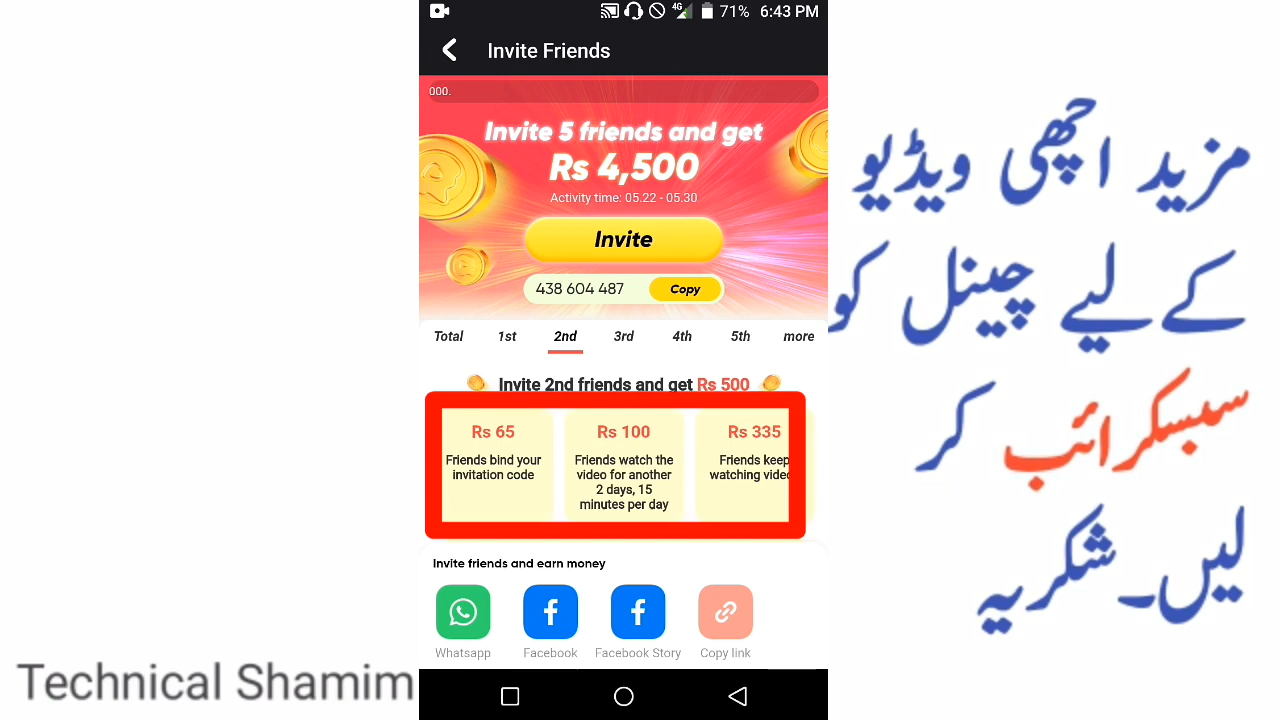 4G 71% 6:43 PM
Invite Friends
000.
Invite 5 friends and get
Rs 4,500
Activity time: 05.22 - 05.30
Invite
438 604 487 Copy
Total 1st 2nd 3rd 4th 5th more
Invite 2nd friends and get Rs 500
Rs 65
Friends bind your
invitation code
Rs 100
Friends watch the
video for another
2 days, 15
minutes per day
Rs 335
Friends keep
watching video
Invite friends and earn money
Whatsapp Facebook Facebook Story Copy link
مزید اچھی ویڈیو
کے لیے چینل کو
سبسکرائب کر
لیں۔ شکریہ
Technical Shamim